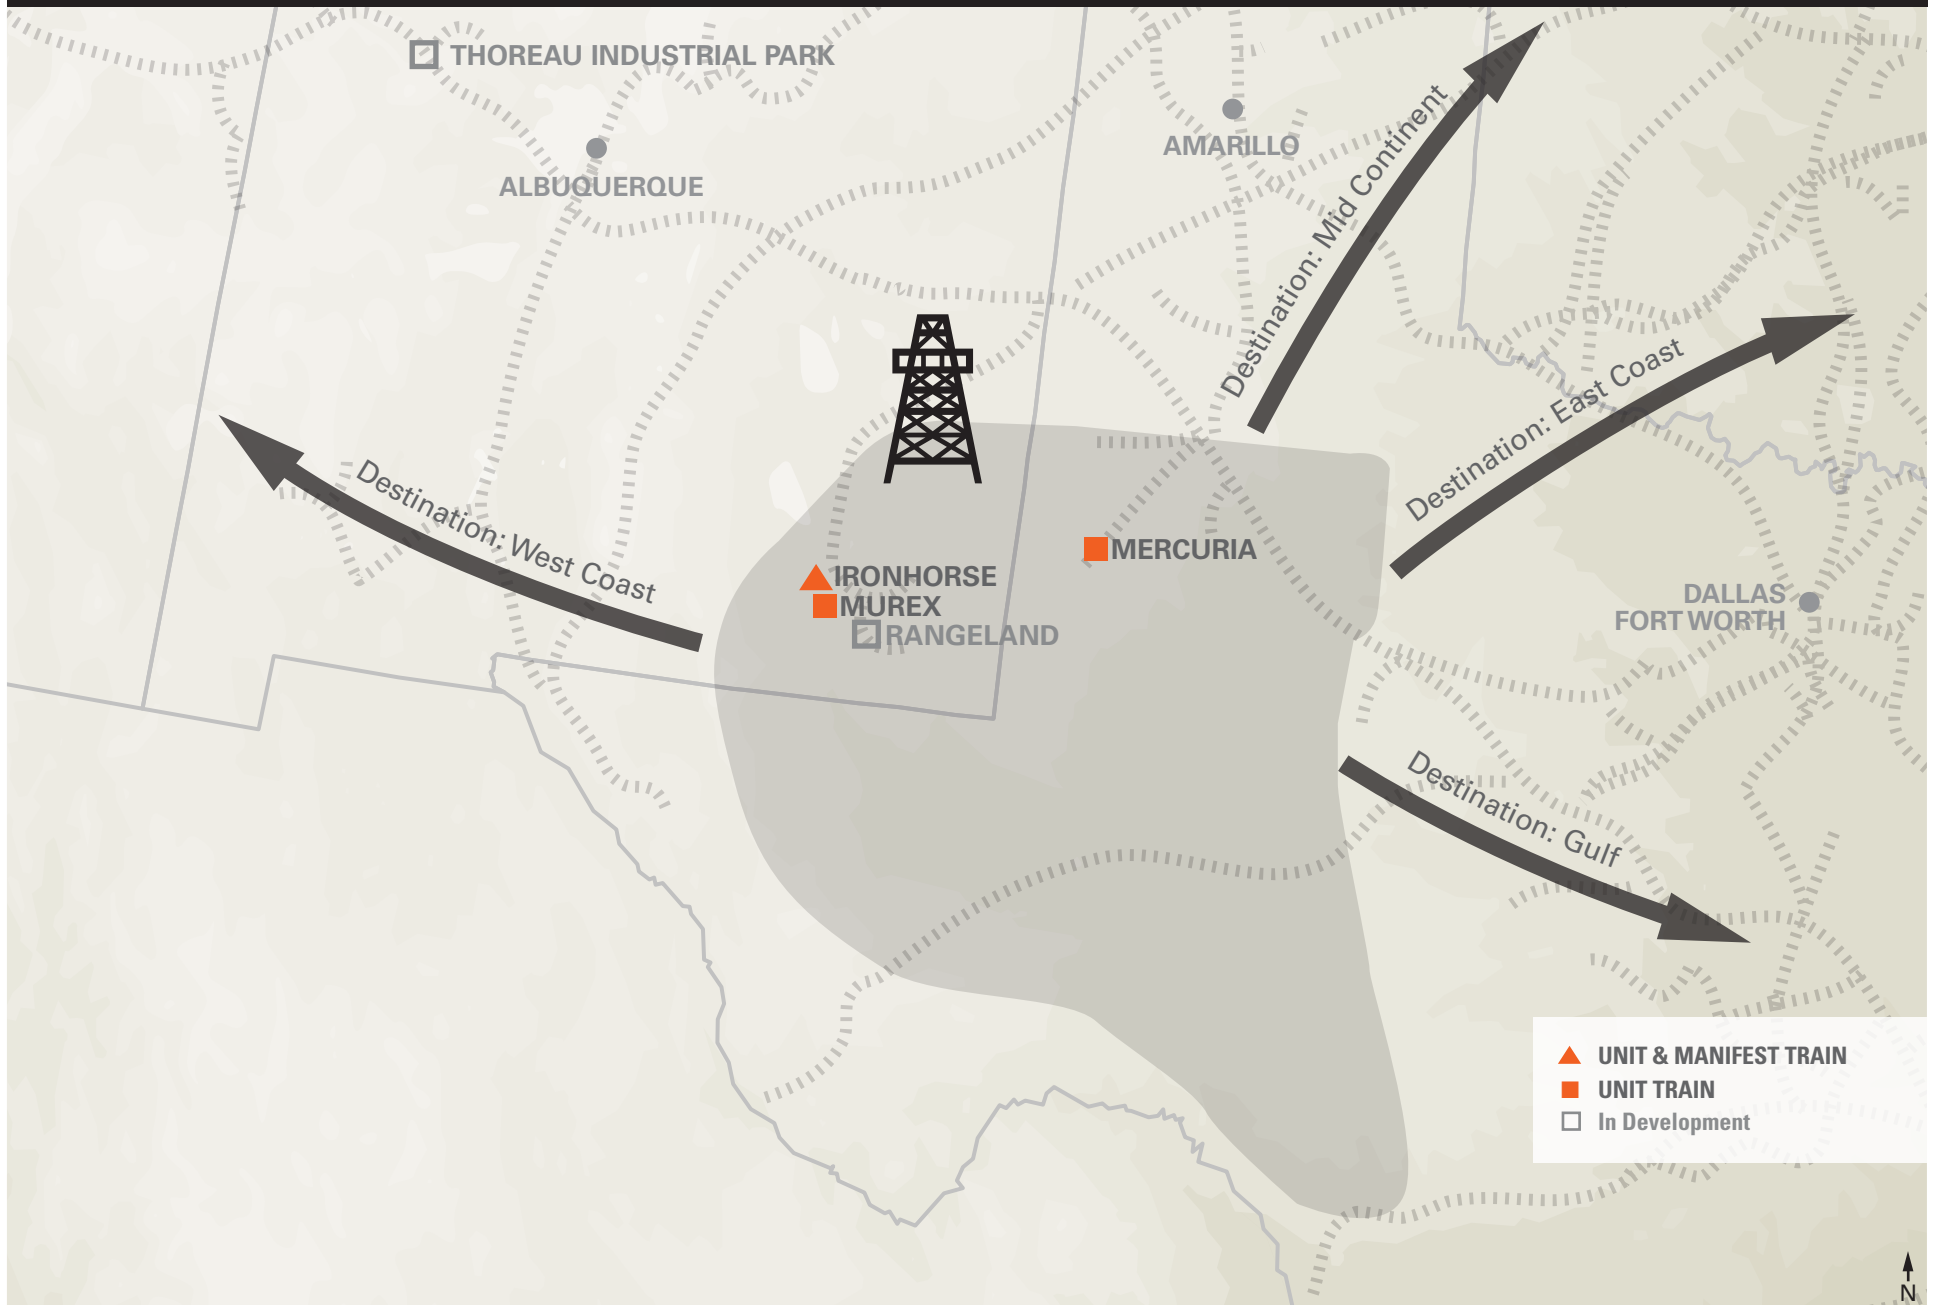 THOREAU INDUSTRIAL PARK
ALBUQUERQUE
AMARILLO
Destination: Mid Continent
Destination: East Coast
Destination: West Coast
MERCURIA
IRONHORSE
MUREX
RANGELAND
DALLAS
FORT WORTH
Destination: Gulf
UNIT & MANIFEST TRAIN
UNIT TRAIN
In Development
N